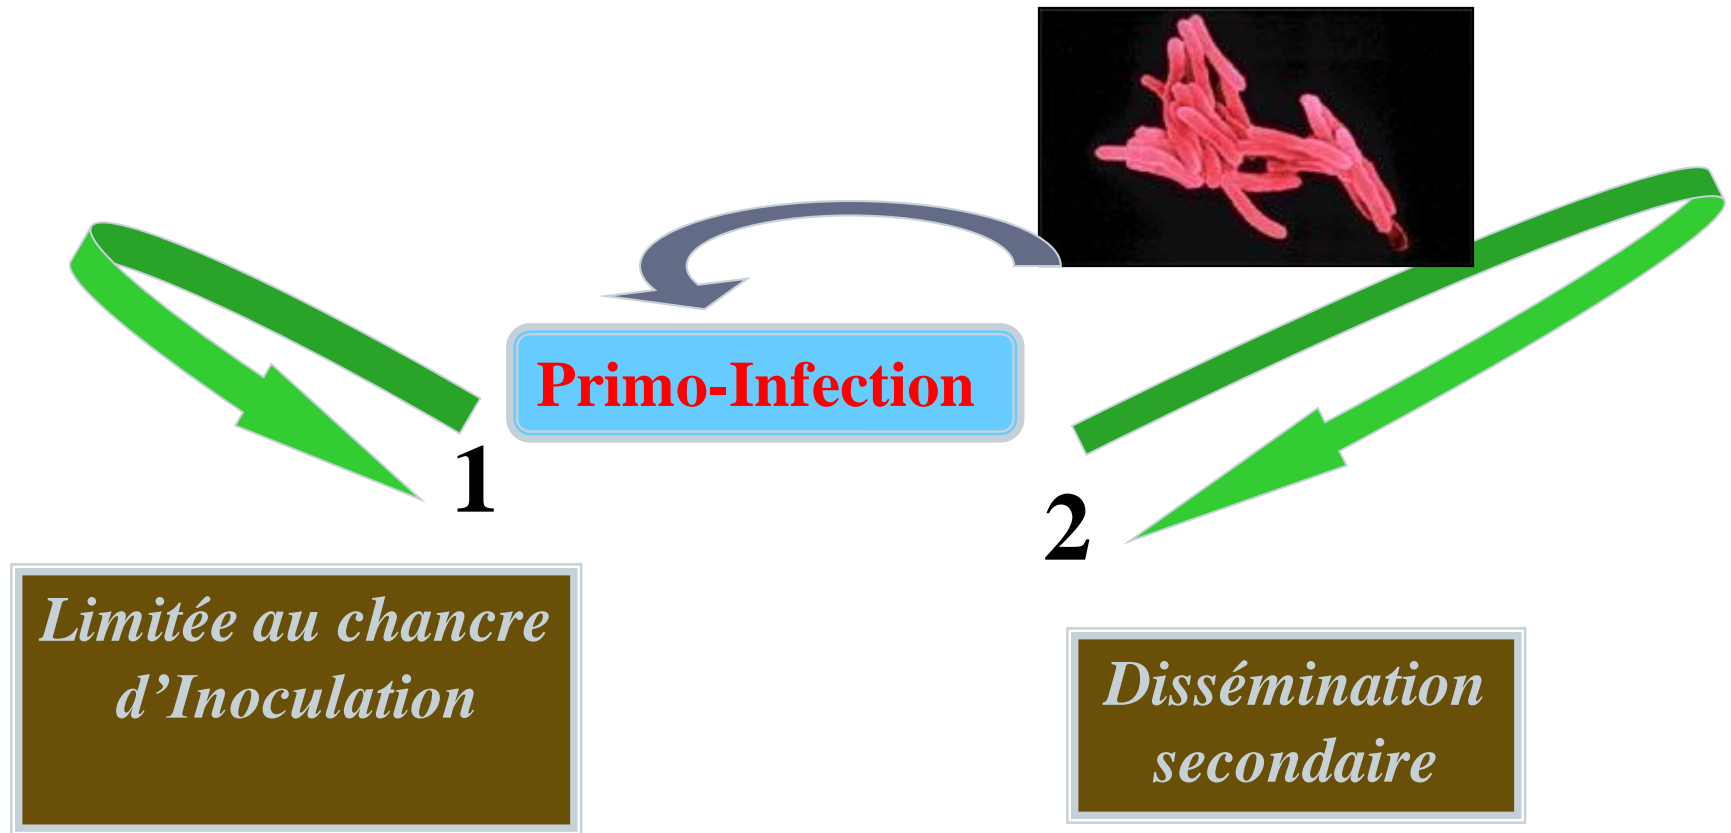 Primo-Infection
1
2
Limitée au chancre
d’Inoculation
Dissémination
secondaire